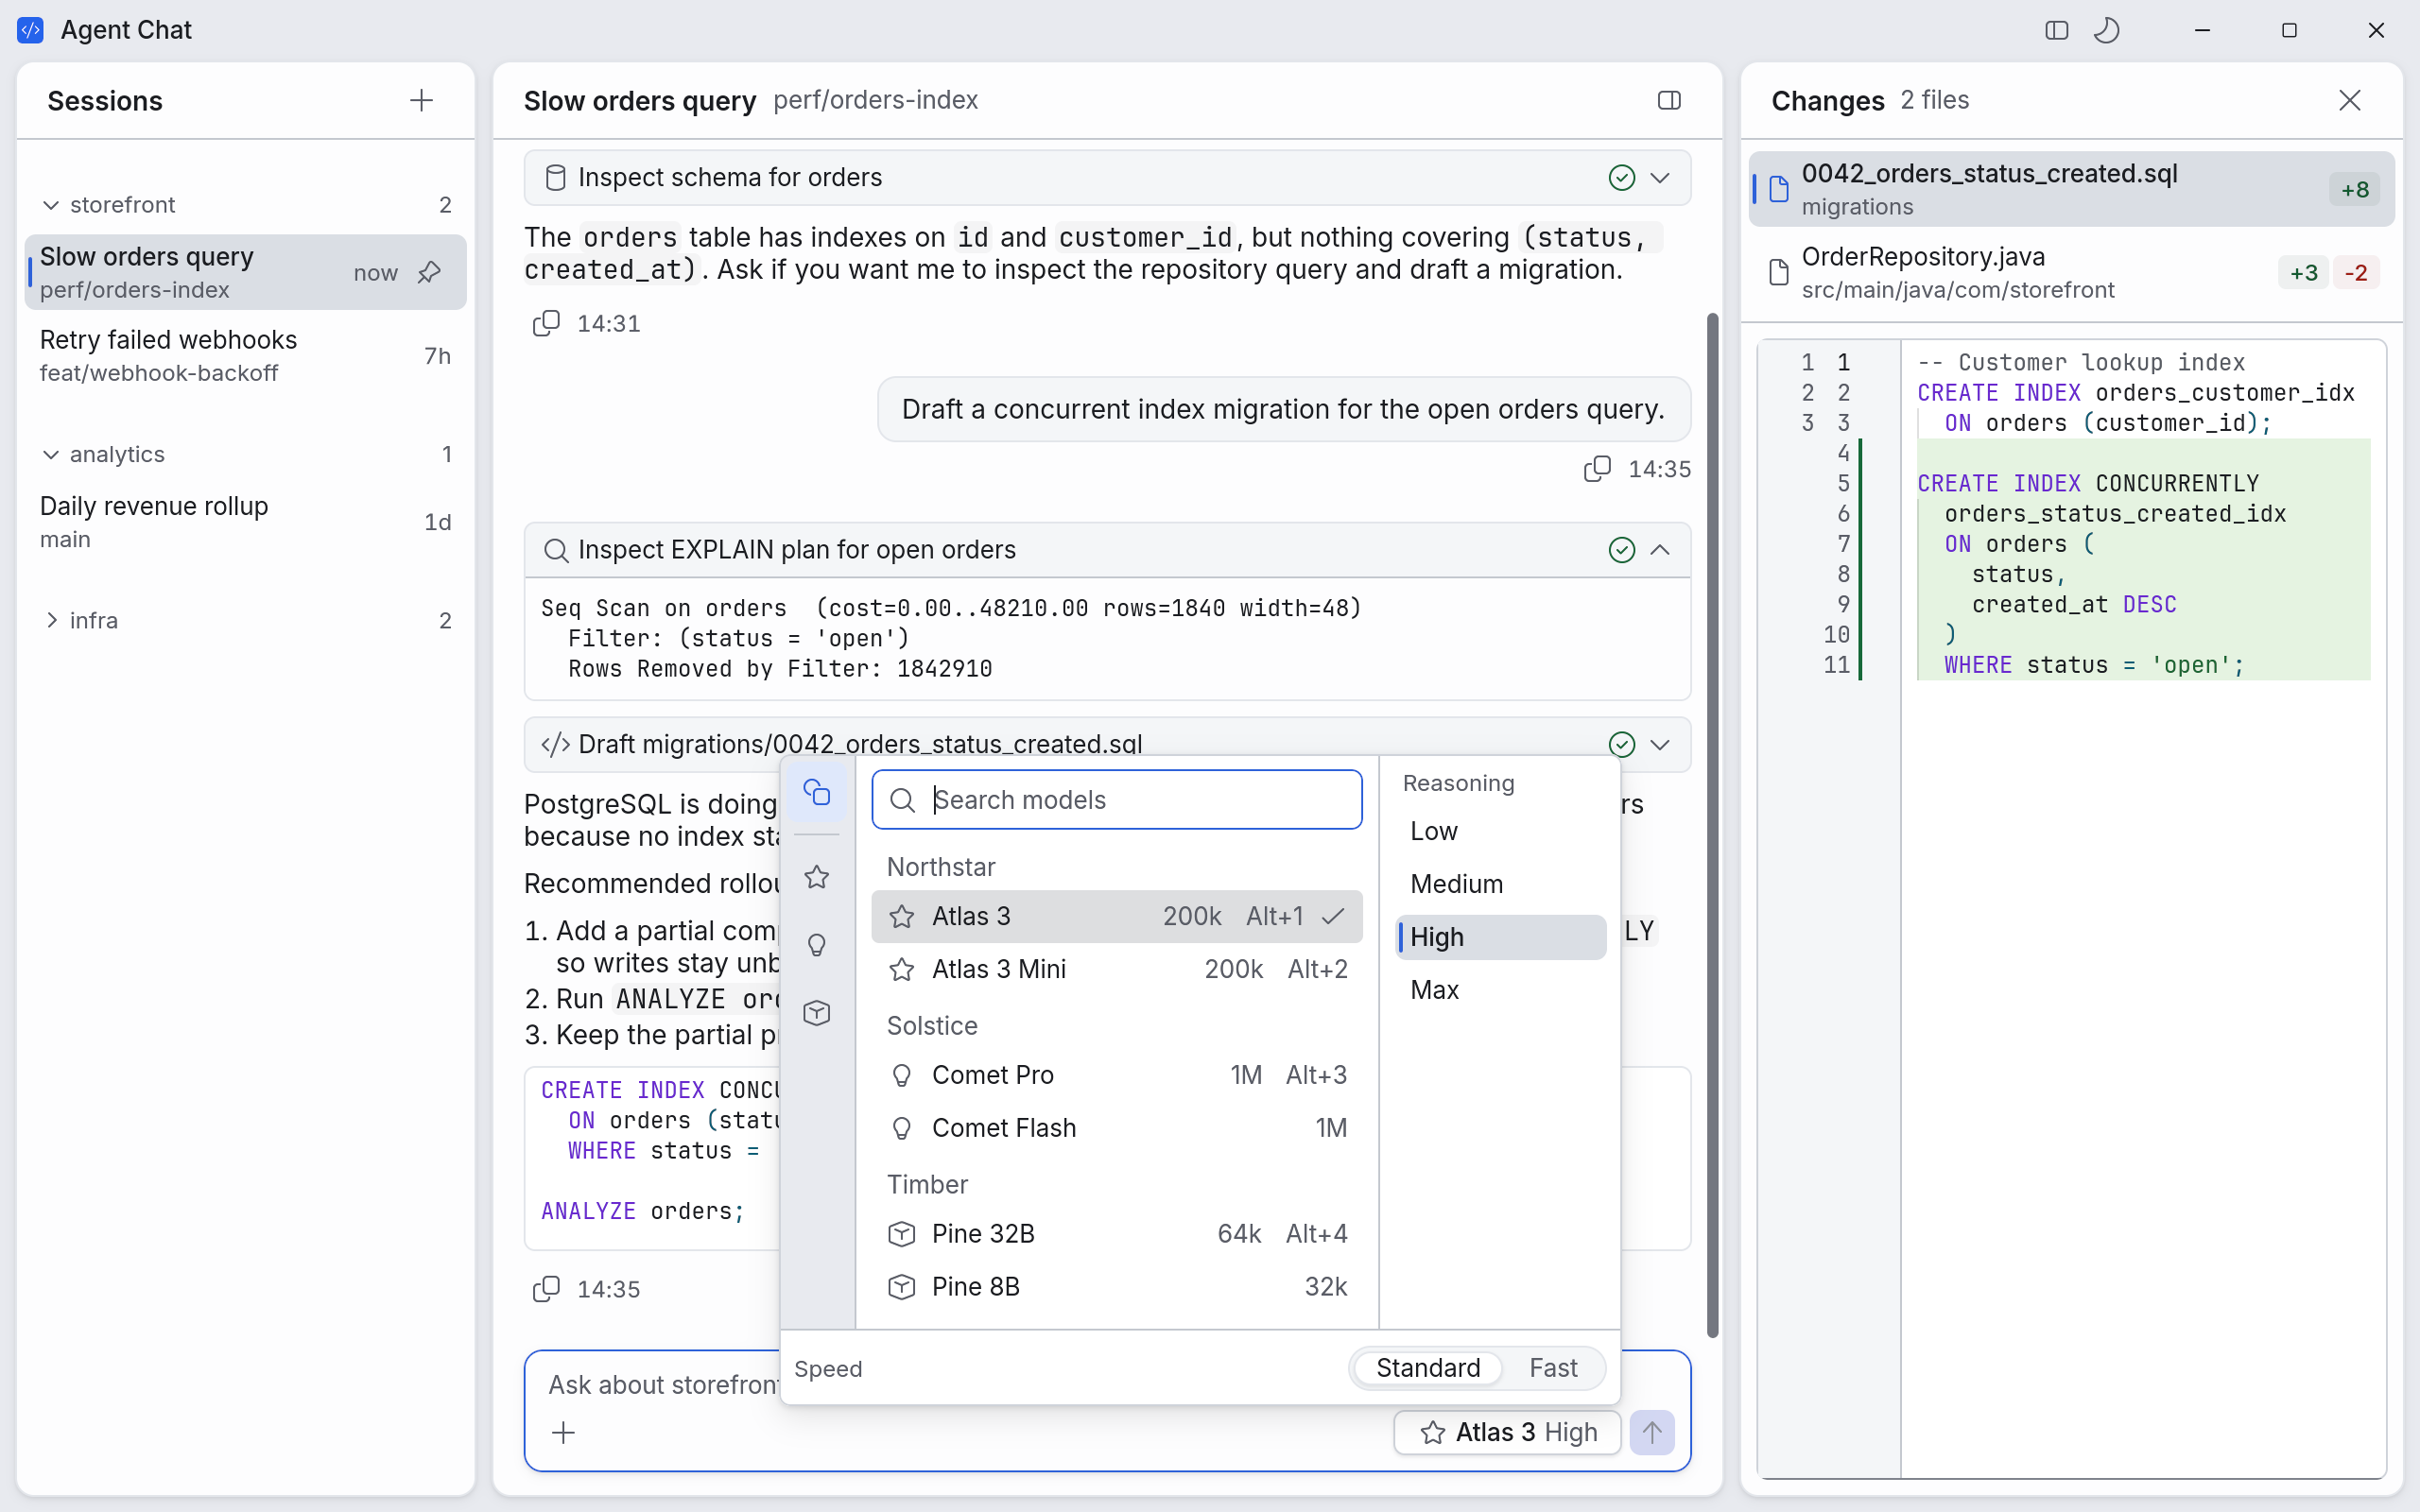 Agent Chat
Sessions
storefront 2
Slow orders query now
perf/orders-index
Retry failed webhooks 7h
feat/webhook-backoff
analytics 1
Daily revenue rollup 1d
main
infra 2
Slow orders query perf/orders-index
Inspect schema for orders
The orders table has indexes on id and customer_id, but nothing covering (status,
created_at). Ask if you want me to inspect the repository query and draft a migration.
14:31
Draft a concurrent index migration for the open orders query.
14:35
Inspect EXPLAIN plan for open orders
Seq Scan on orders  (cost=0.00..48210.00 rows=1840 width=48)
  Filter: (status = 'open')
  Rows Removed by Filter: 1842910
Draft migrations/0042_orders_status_created.sql
PostgreSQL is doing
because no index
Recommended
1. Add a partial
so writes stay
2. Run ANALYZE
3. Keep the partial
CREATE INDEX
  ON orders
  WHERE status =
ANALYZE orders;
14:35
Search models
Northstar
Atlas 3 200k Alt+1
Atlas 3 Mini 200k Alt+2
Solstice
Comet Pro 1M Alt+3
Comet Flash 1M
Timber
Pine 32B 64k Alt+4
Pine 8B 32k
Reasoning
Low
Medium
High
Max
Speed Standard Fast
Ask about storefront
Atlas 3 High
Changes 2 files
0042_orders_status_created.sql
migrations
+8
OrderRepository.java
src/main/java/com/storefront
+3 -2
1 1 -- Customer lookup index
2 2 CREATE INDEX orders_customer_idx
3 3   ON orders (customer_id);
4
5 CREATE INDEX CONCURRENTLY
6   orders_status_created_idx
7   ON orders (
8     status,
9     created_at DESC
10   )
11   WHERE status = 'open';